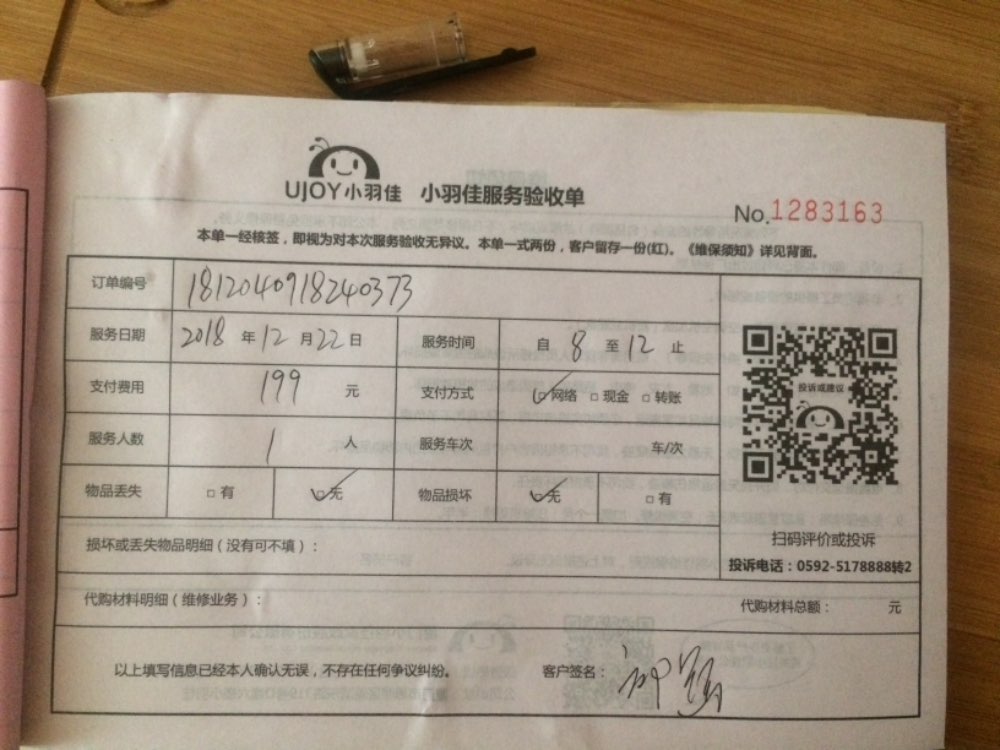 UJOY小羽佳 小羽佳服务验收单
No.1283163
本单一经核签，即视为对本次服务验收无异议。本单一式两份，客户留存一份(红)。《维保须知》详见背面。
订单编号 1812040918240373
服务日期 2018 年 12 月 22 日 服务时间 自 8 至 12 止
支付费用 199 元 支付方式 ☑网络 □现金 □转账
服务人数 1 人 服务车次 车/次
物品丢失 □有 ☑无 物品损坏 ☑无 □有
投诉或建议
扫码评价或投诉
投诉电话：0592-5178888转2
损坏或丢失物品明细（没有可不填）：
代购材料明细（维修业务）： 代购材料总额： 元
以上填写信息已经本人确认无误，不存在任何争议纠纷。 客户签名：